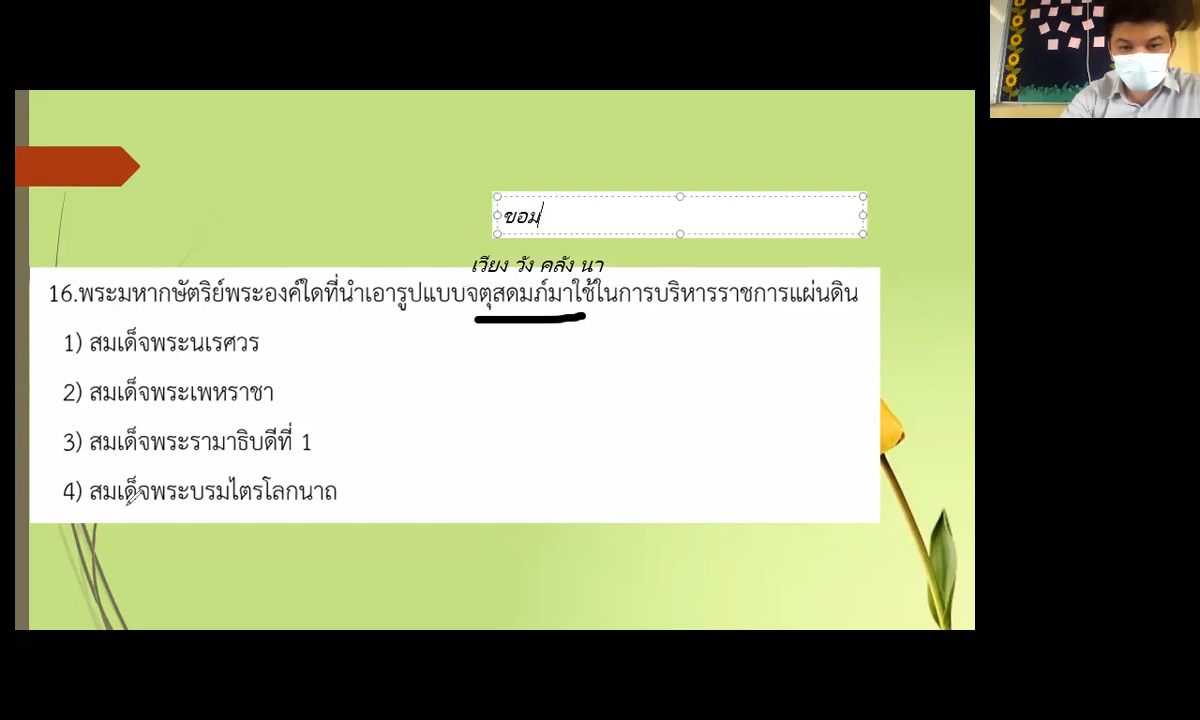 ขอม
เวียง วัง คลัง นา
16.พระมหากษัตริย์พระองค์ใดที่นำเอารูปแบบจตุสดมภ์มาใช้ในการบริหารราชการแผ่นดิน
1) สมเด็จพระนเรศวร
2) สมเด็จพระเพทราชา
3) สมเด็จพระรามาธิบดีที่ 1
4) สมเด็จพระบรมไตรโลกนาถ